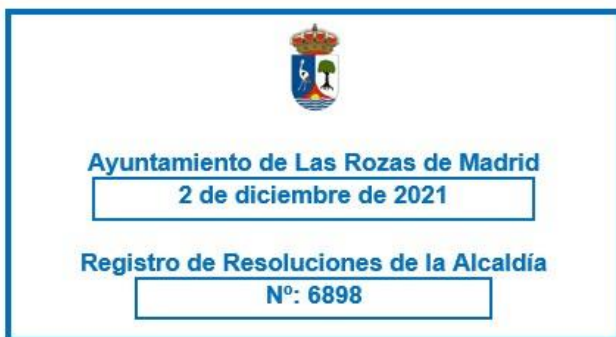 Ayuntamiento de Las Rozas de Madrid
2 de diciembre de 2021
Registro de Resoluciones de la Alcaldía
Nº: 6898